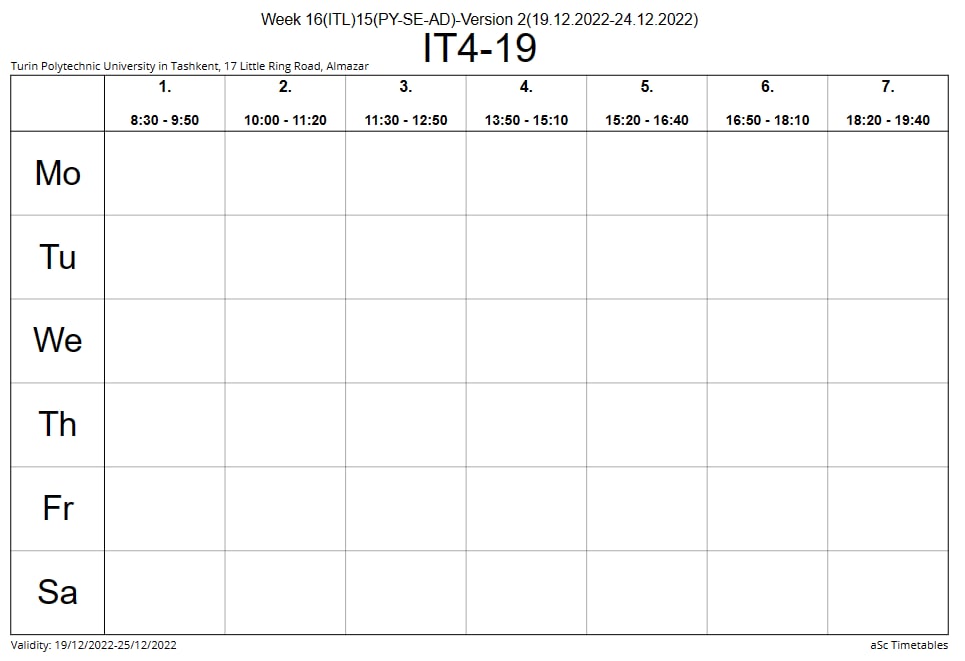 Week 16(ITL)15(PY-SE-AD)-Version 2(19.12.2022-24.12.2022)
IT4-19
Turin Polytechnic University in Tashkent, 17 Little Ring Road, Almazar
1. 2. 3. 4. 5. 6. 7.
8:30 - 9:50 10:00 - 11:20 11:30 - 12:50 13:50 - 15:10 15:20 - 16:40 16:50 - 18:10 18:20 - 19:40
Mo
Tu
We
Th
Fr
Sa
Validity: 19/12/2022-25/12/2022 aSc Timetables